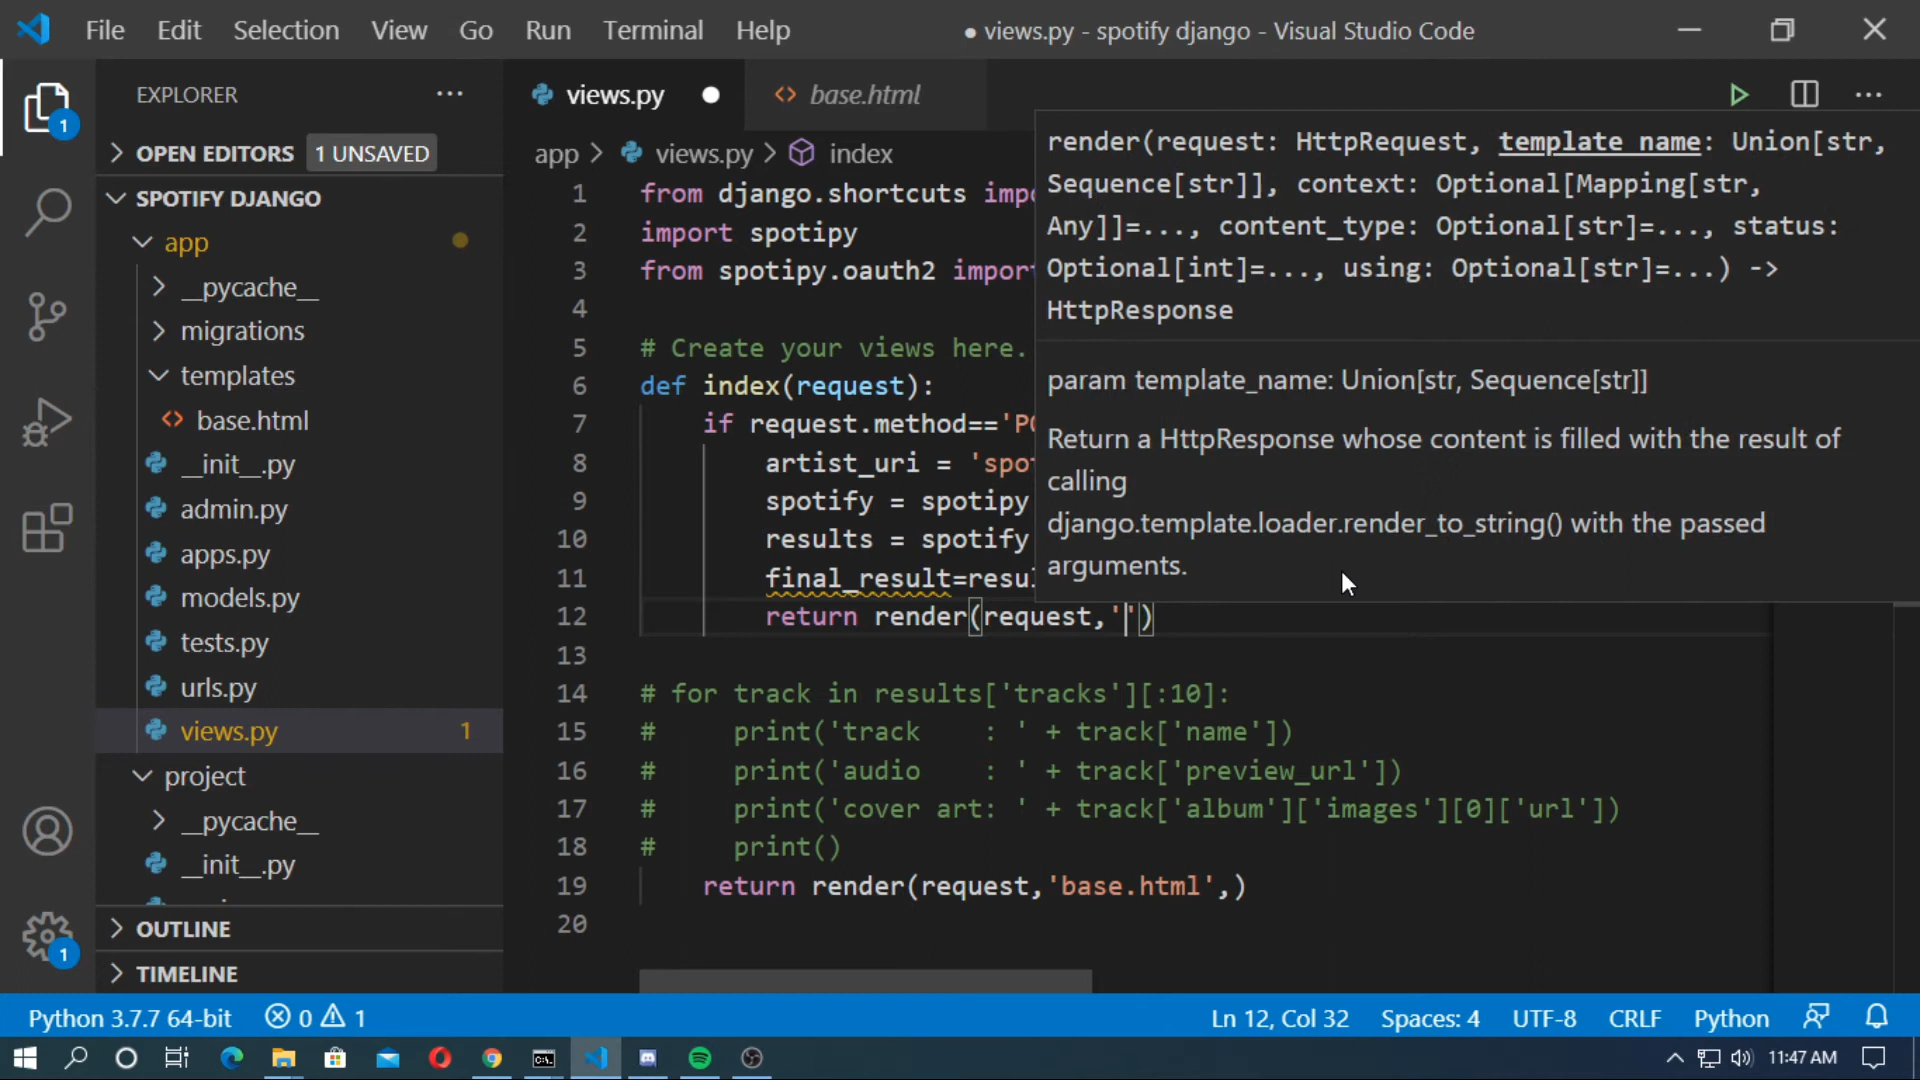 File Edit Selection View Go Run Terminal Help ● views.py - spotify django - Visual Studio Code
EXPLORER
OPEN EDITORS 1 UNSAVED
SPOTIFY DJANGO
app
__pycache__
migrations
templates
base.html
__init__.py
admin.py
apps.py
models.py
tests.py
urls.py
views.py 1
project
__pycache__
__init__.py
OUTLINE
TIMELINE
1
1
views.py ● base.html
app > views.py > index
1 from django.shortcuts impo
2 import spotipy
3 from spotipy.oauth2 import
4
5 # Create your views here.
6 def index(request):
7 if request.method=='PO
8 artist_uri = 'spot
9 spotify = spotipy
10 results = spotify
11 final_result=resul
12 return render(request,'')
13
14 # for track in results['tracks'][:10]:
15 #     print('track    : ' + track['name'])
16 #     print('audio    : ' + track['preview_url'])
17 #     print('cover art: ' + track['album']['images'][0]['url'])
18 #     print()
19 return render(request,'base.html',)
20
render(request: HttpRequest, template_name: Union[str,
Sequence[str]], context: Optional[Mapping[str,
Any]]=..., content_type: Optional[str]=..., status:
Optional[int]=..., using: Optional[str]=...) ->
HttpResponse
param template_name: Union[str, Sequence[str]]
Return a HttpResponse whose content is filled with the result of
calling
django.template.loader.render_to_string() with the passed
arguments.
Python 3.7.7 64-bit 0 1 Ln 12, Col 32 Spaces: 4 UTF-8 CRLF Python
11:47 AM